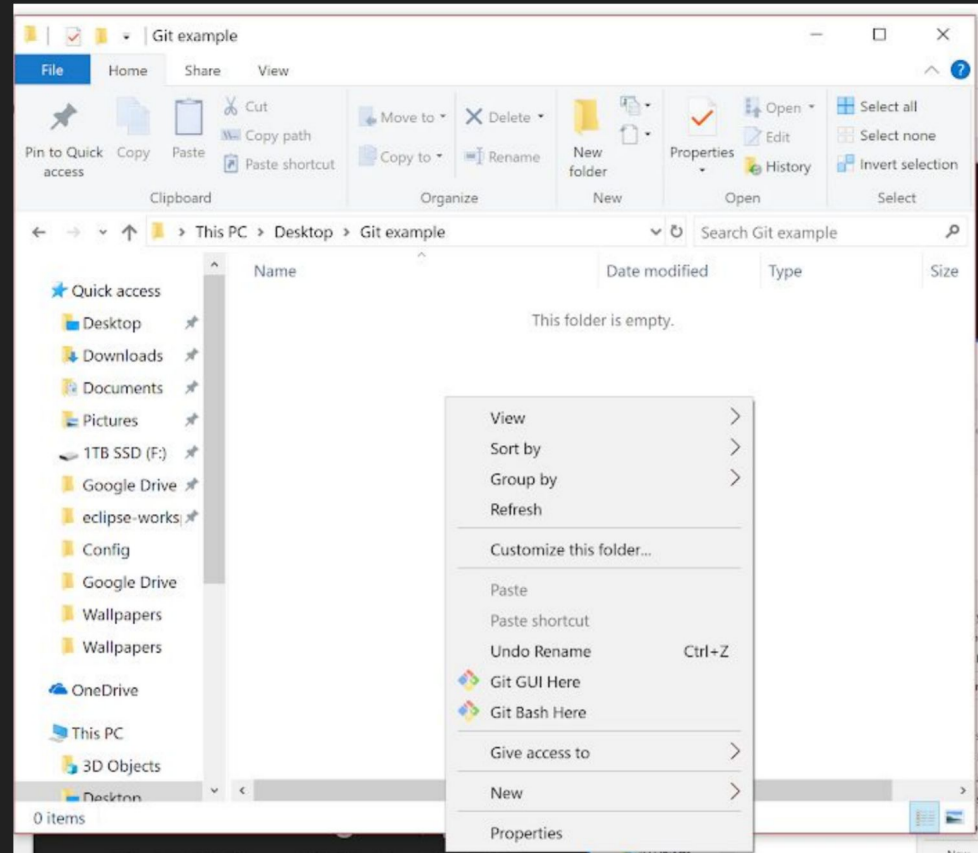 Git example
File Home Share View
Pin to Quick access
Copy
Paste
Cut
Copy path
Paste shortcut
Clipboard
Move to
Copy to
Delete
Rename
Organize
New folder
New
Properties
Open
Edit
History
Open
Select all
Select none
Invert selection
Select
This PC > Desktop > Git example
Search Git example
Name Date modified Type Size
This folder is empty.
Quick access
Desktop
Downloads
Documents
Pictures
1TB SSD (F:)
Google Drive
eclipse-works
Config
Google Drive
Wallpapers
Wallpapers
OneDrive
This PC
3D Objects
Desktop
View
Sort by
Group by
Refresh
Customize this folder...
Paste
Paste shortcut
Undo Rename Ctrl+Z
Git GUI Here
Git Bash Here
Give access to
New
Properties
0 items